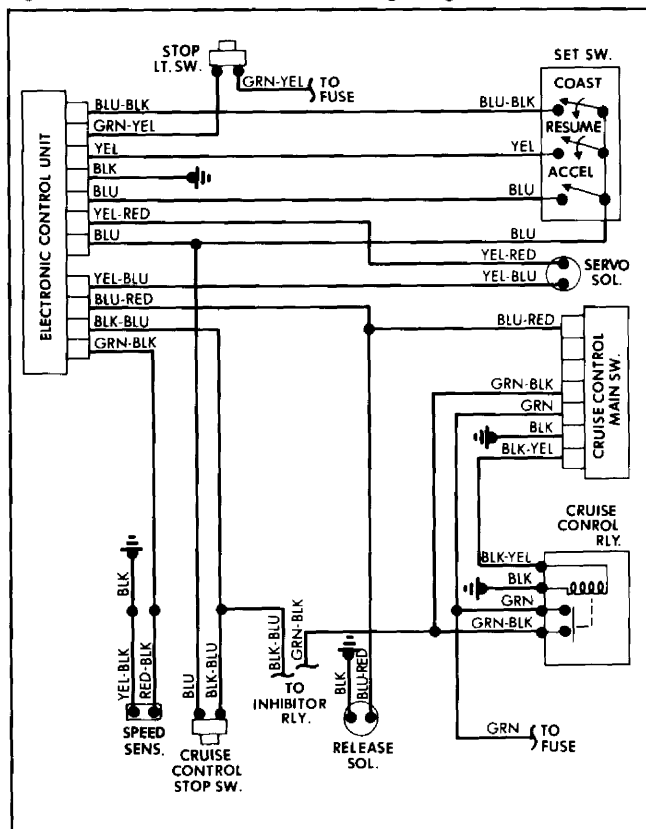 STOP
LT. SW.
GRN-YEL
TO
FUSE
SET SW.
COAST
BLU-BLK
BLU-BLK
GRN-YEL
RESUME
YEL
YEL
BLK
ACCEL
BLU
BLU
YEL-RED
BLU
BLU
ELECTRONIC CONTROL UNIT
YEL-RED
YEL-BLU
SERVO
SOL.
YEL-BLU
BLU-RED
BLK-BLU
GRN-BLK
BLU-RED
GRN-BLK
GRN
BLK
BLK-YEL
CRUISE CONTROL
MAIN SW.
CRUISE
CONROL
RLY.
BLK-YEL
BLK
GRN
GRN-BLK
BLK
YEL-BLK
RED-BLK
BLU
BLK-BLU
BLK-BLU
GRN-BLK
TO
INHIBITOR
RLY.
BLK
BLU-RED
SPEED
SENS.
CRUISE
CONTROL
STOP SW.
RELEASE
SOL.
GRN
TO
FUSE